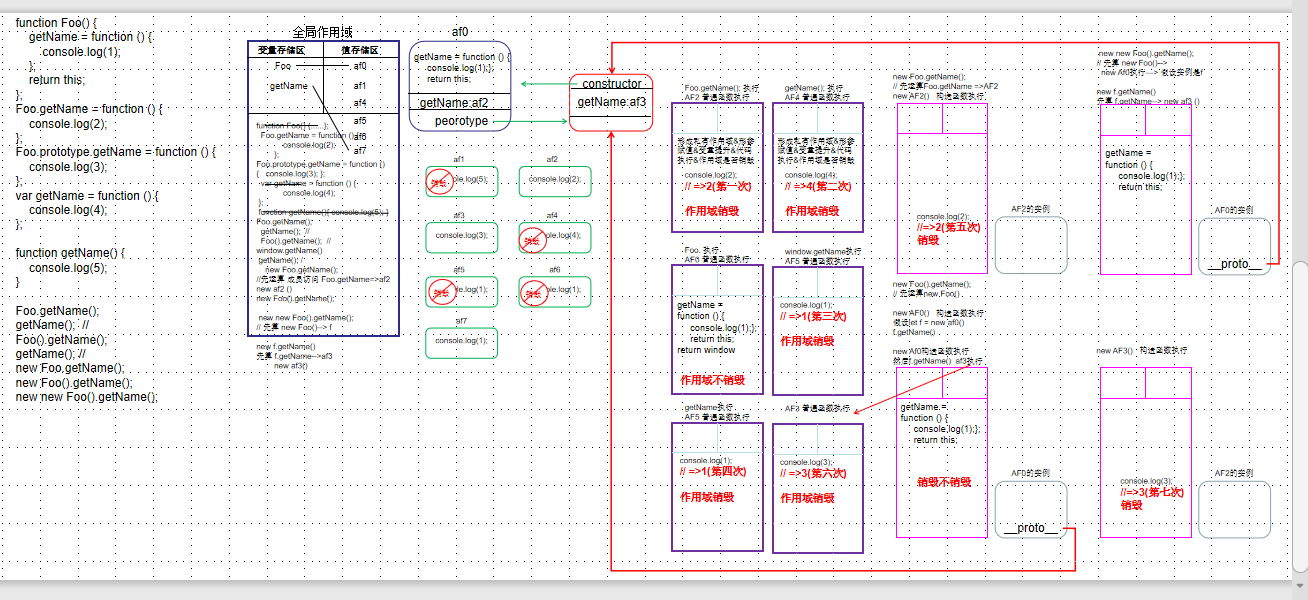 function Foo() {
getName = function () {
console.log(1);
};
return this;
};
Foo.getName = function () {
console.log(2);
};
Foo.prototype.getName = function () {
console.log(3);
};
var getName = function () {
console.log(4);
};
function getName() {
console.log(5);
}
Foo.getName();
getName(); //
Foo().getName();
getName(); //
new Foo.getName();
new Foo().getName();
new new Foo().getName();
全局作用域
变量存储区 值存储区
Foo af0
getName af1
af4
af5
af6
af7
function Foo() {......};
Foo.getName = function ()
console.log(2);
};
Foo.prototype.getName = function ()
{ console.log(3); };
var getName = function () {
console.log(4);
};
function getName(){ console.log(5); }
Foo.getName();
getName(); //
Foo().getName(); //
window.getName()
getName(); /
new Foo.getName();
//先运算 成员访问 Foo.getName=>af2
new af2 ()
new Foo().getName();
new new Foo().getName();
// 先算 new Foo()--> f
new f.getName()
先算 f.getName-->af3
new af3()
af0
getName = function () {
console.log(1);};
return this;
getName:af2
peorotype
constructor
getName:af3
af1
销毁 le.log(5);
af2
console.log(2);
af3
console.log(3);
af4
销毁 le.log(4);
af5
销毁 le.log(1);
af6
销毁 le.log(1);
af7
console.log(1);
Foo.getName(); 执行
AF2 普通函数执行
形成私有作用域&形参
赋值&变量提升&代码
执行&作用域是否销毁
console.log(2);
// =>2(第一次)
作用域销毁
getName(); 执行
AF4 普通函数执行
形成私有作用域&形参
赋值&变量提升&代码
执行&作用域是否销毁
console.log(4);
// =>4(第二次)
作用域销毁
Foo. 执行
AF0 普通函数执行
getName =
function () {
console.log(1);};
return this;
return window
作用域不销毁
window.getName执行
AF5 普通函数执行
console.log(1);
// =>1(第三次)
作用域销毁
getName执行
AF5 普通函数执行
console.log(1);
// =>1(第四次)
作用域销毁
AF3 普通函数执行
console.log(3);
// =>3(第六次)
作用域销毁
new Foo.getName();
// 先运算Foo.getName =>AF2
new AF2() 构造函数执行
console.log(2);
//=>2(第五次)
销毁
AF2的实例
new Foo().getName();
// 先运算new Foo()
new AF0() 构造函数执行
假设let f = new af0()
f.getName()
new Af0构造函数执行
然后f.getName() af3执行
getName =
function () {
console.log(1);};
return this;
销毁不销毁
AF0的实例
__proto__
new new Foo().getName();
// 先算 new Foo()-->
new Af0执行--->假设实例是f
new f.getName()
先算 f.getName--> new af3 ()
getName =
function () {
console.log(1);};
return this;
AF0的实例
__proto__
new AF3() 构造函数执行
console.log(3);
//=>3(第七次)
销毁
AF2的实例